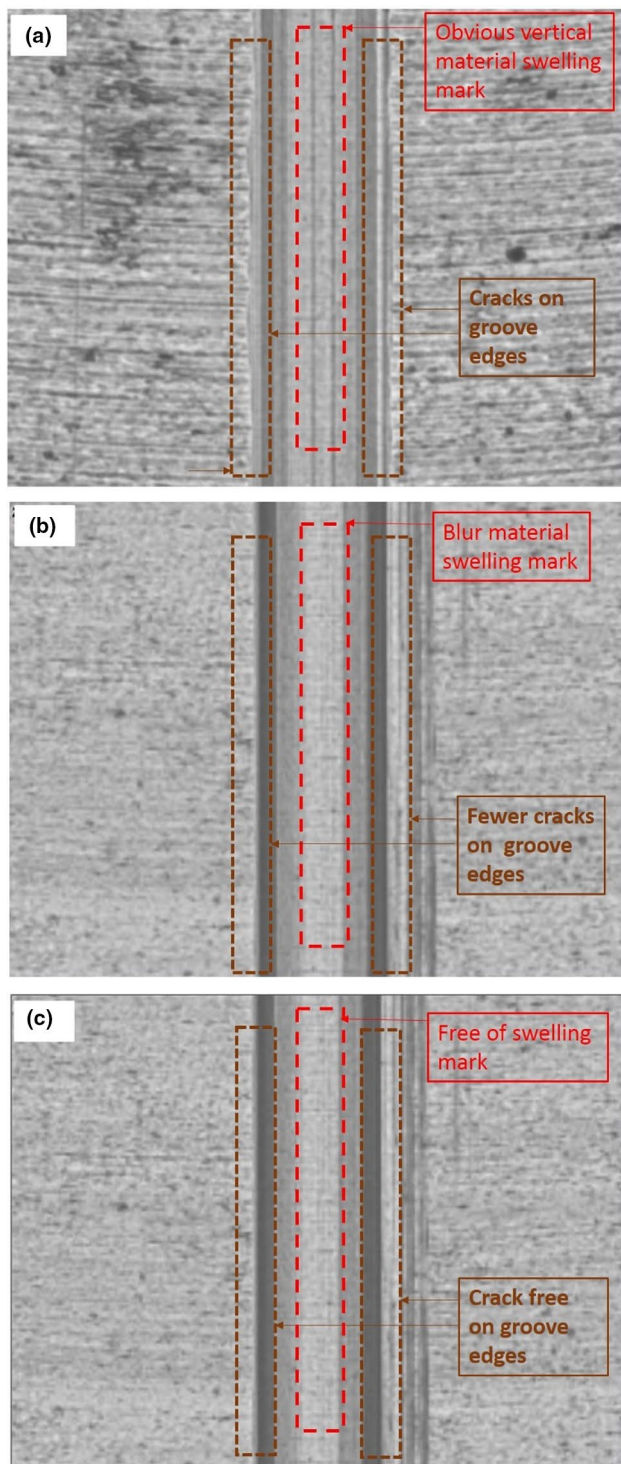 (a)
Obvious vertical
material swelling
mark
Cracks on
groove
edges
(b)
Blur material
swelling mark
Fewer cracks
on groove
edges
(c)
Free of swelling
mark
Crack free
on groove
edges